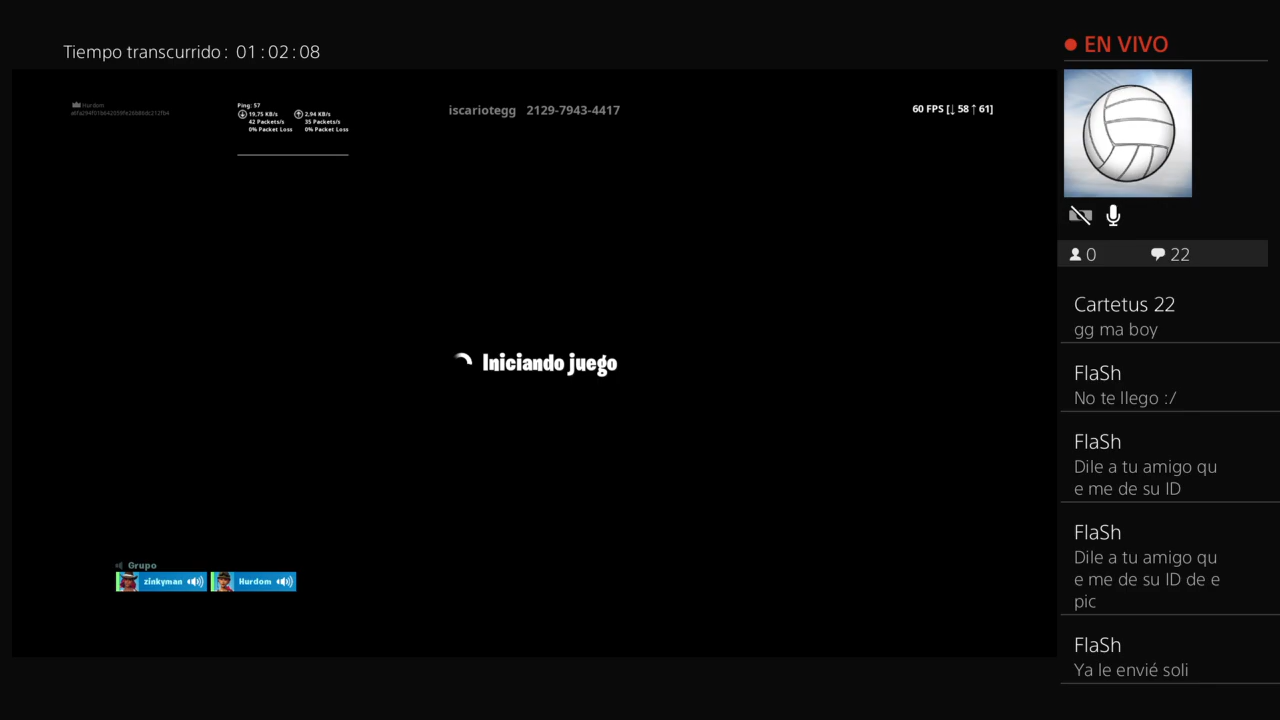 Tiempo transcurrido: 01:02:08
EN VIVO
Hurdom
Ping: 57
19,75 KB/s 2,94 KB/s
42 Packets/s 35 Packets/s
0% Packet Loss 0% Packet Loss
iscariotegg 2129-7943-4417
60 FPS [↓ 58 ↑ 61]
0 22
Iniciando juego
Grupo
zinkyman Hurdom
Cartetus 22
gg ma boy
FlaSh
No te llego :/
FlaSh
Dile a tu amigo qu
e me de su ID
FlaSh
Dile a tu amigo qu
e me de su ID de e
pic
FlaSh
Ya le envié soli